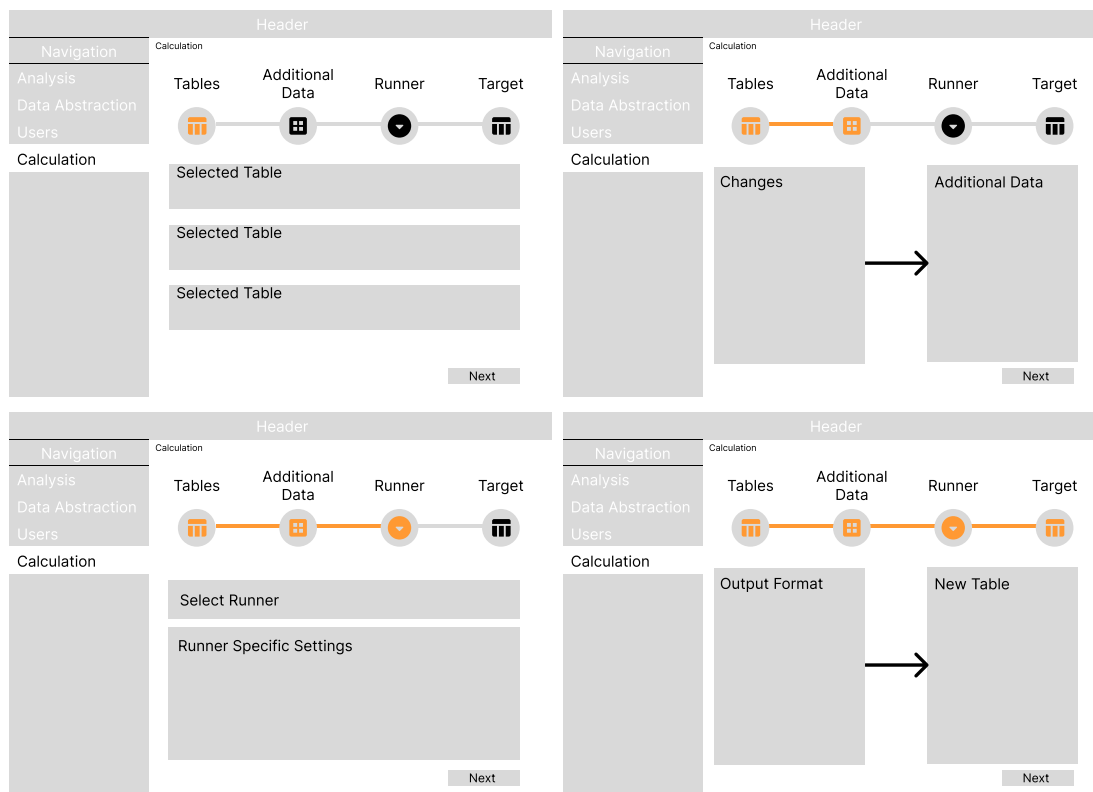 Header
Navigation
Analysis
Data Abstraction
Users
Calculation
Calculation
Tables
Additional
Data
Runner
Target
Selected Table
Selected Table
Selected Table
Next
Header
Navigation
Analysis
Data Abstraction
Users
Calculation
Calculation
Tables
Additional
Data
Runner
Target
Changes
Additional Data
Next
Header
Navigation
Analysis
Data Abstraction
Users
Calculation
Calculation
Tables
Additional
Data
Runner
Target
Select Runner
Runner Specific Settings
Next
Header
Navigation
Analysis
Data Abstraction
Users
Calculation
Calculation
Tables
Additional
Data
Runner
Target
Output Format
New Table
Next